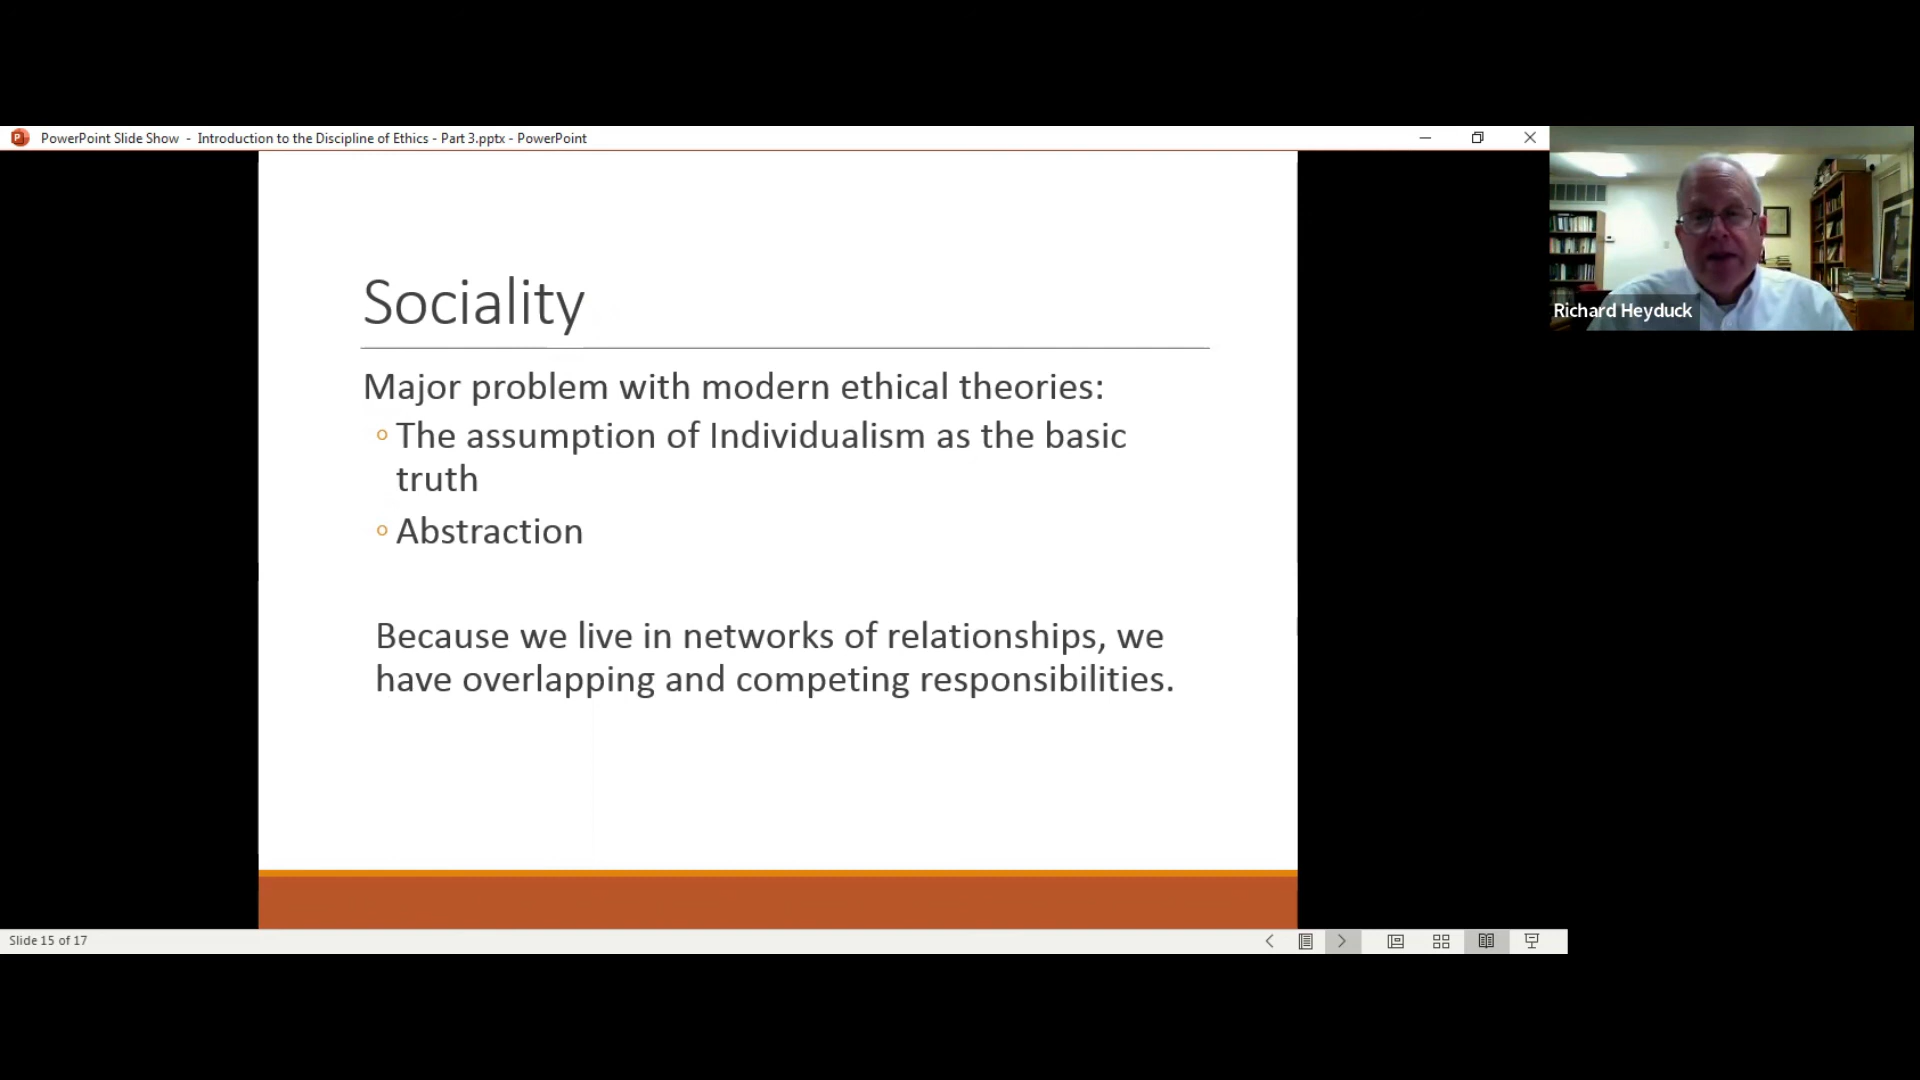 PowerPoint Slide Show - Introduction to the Discipline of Ethics - Part 3.pptx - PowerPoint
Richard Heyduck
Sociality
Major problem with modern ethical theories:
The assumption of Individualism as the basic
truth
Abstraction
Because we live in networks of relationships, we
have overlapping and competing responsibilities.
Slide 15 of 17